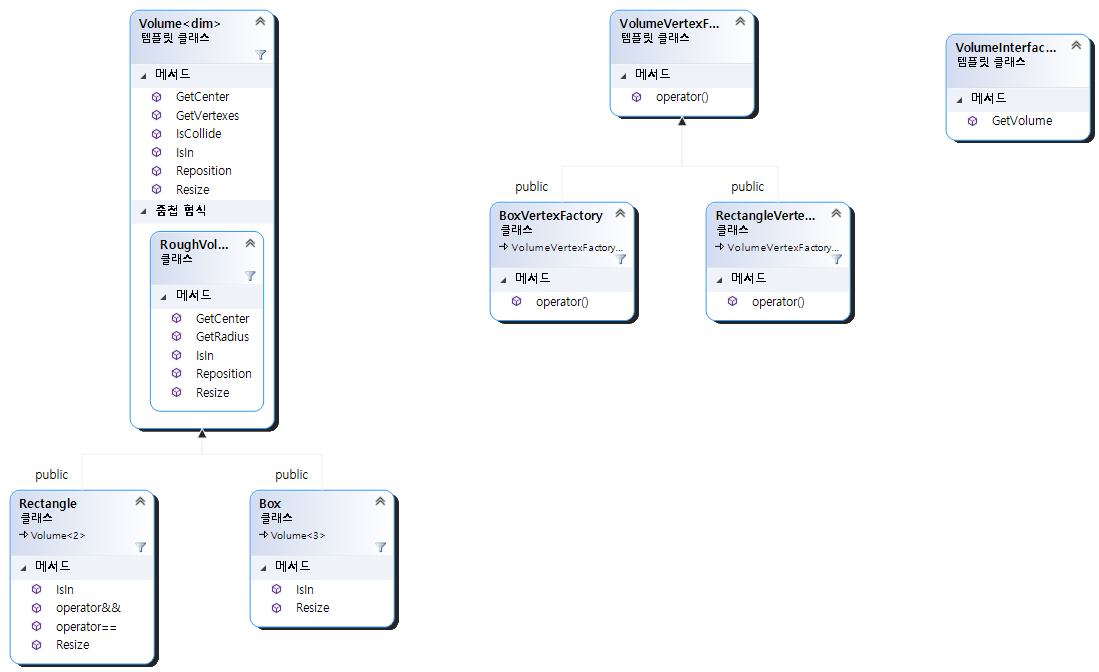 Volume<dim>
템플릿 클래스
메서드
GetCenter
GetVertexes
IsCollide
IsIn
Reposition
Resize
중첩 형식
RoughVol...
클래스
메서드
GetCenter
GetRadius
IsIn
Reposition
Resize
public
Rectangle
클래스
Volume<2>
메서드
IsIn
operator&&
operator==
Resize
public
Box
클래스
Volume<3>
메서드
IsIn
Resize
VolumeVertexF...
템플릿 클래스
메서드
operator()
public
BoxVertexFactory
클래스
VolumeVertexFactory...
메서드
operator()
public
RectangleVerte...
클래스
VolumeVertexFactory...
메서드
operator()
VolumeInterfac...
템플릿 클래스
메서드
GetVolume